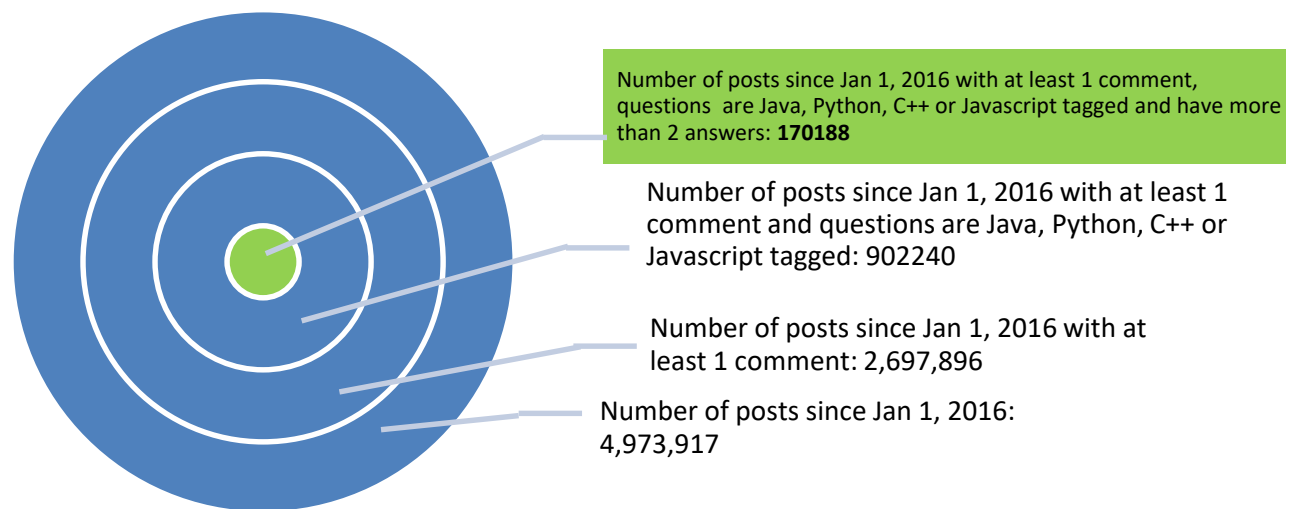 Number of posts since Jan 1, 2016 with at least 1 comment,
questions  are Java, Python, C++ or Javascript tagged and have more
than 2 answers: 170188
Number of posts since Jan 1, 2016 with at least 1
comment and questions are Java, Python, C++ or
Javascript tagged: 902240
Number of posts since Jan 1, 2016 with at
least 1 comment: 2,697,896
Number of posts since Jan 1, 2016:
4,973,917